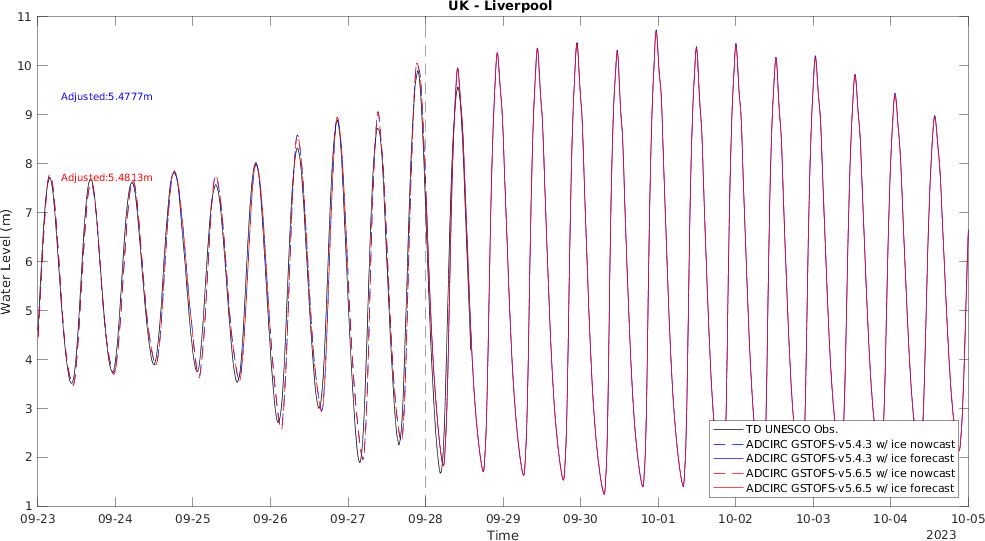 UK - Liverpool
11
10
9
8
7
6
5
4
3
2
1
Water Level (m)
Adjusted:5.4777m
Adjusted:5.4813m
TD UNESCO Obs.
ADCIRC GSTOFS-v5.4.3 w/ ice nowcast
ADCIRC GSTOFS-v5.4.3 w/ ice forecast
ADCIRC GSTOFS-v5.6.5 w/ ice nowcast
ADCIRC GSTOFS-v5.6.5 w/ ice forecast
09-23 09-24 09-25 09-26 09-27 09-28 09-29 09-30 10-01 10-02 10-03 10-04 10-05
Time
2023